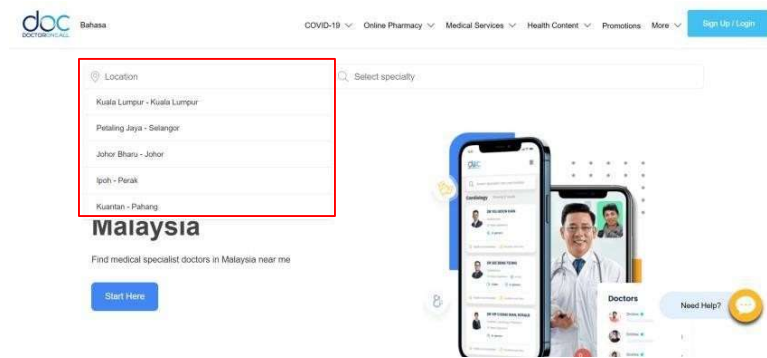 doc
DOCTORONCALL
Bahasa
COVID-19
Online Pharmacy
Medical Services
Health Content
Promotions
More
Sign Up / Login
Location
Select specialty
Kuala Lumpur - Kuala Lumpur
Petaling Jaya - Selangor
Johor Bharu - Johor
Ipoh - Perak
Kuantan - Pahang
Malaysia
Find medical specialist doctors in Malaysia near me
Start Here
doc
Cardiology
Doctors
Need Help?